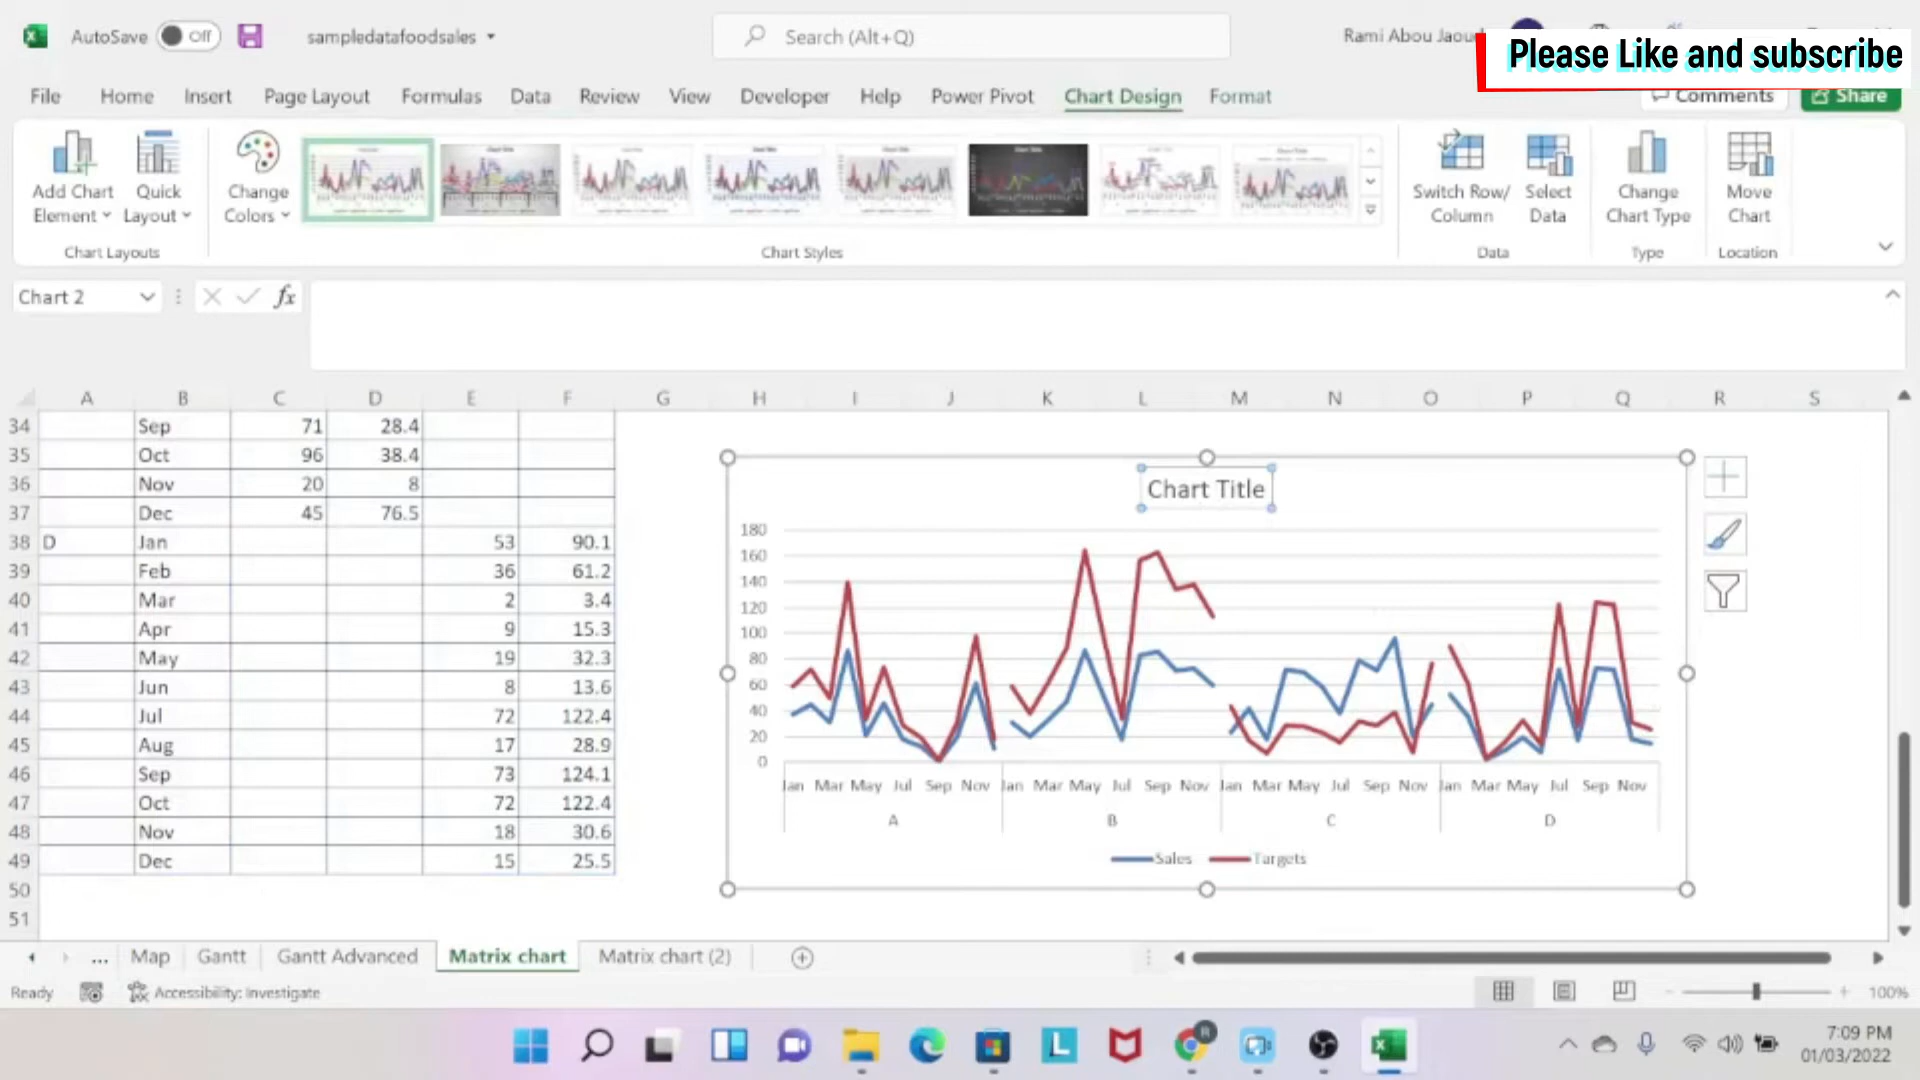 AutoSave Off sampledatafoodsales Search (Alt+Q) Rami Abou Jaoud
Please Like and subscribe
File Home Insert Page Layout Formulas Data Review View Developer Help Power Pivot Chart Design Format Comments Share
Add Chart Element Quick Layout Change Colors Switch Row/ Column Select Data Change Chart Type Move Chart
Chart Layouts Chart Styles Data Type Location
Chart 2 fx
A B C D E F G H I J K L M N O P Q R S
34 Sep 71 28.4
35 Oct 96 38.4
36 Nov 20 8
37 Dec 45 76.5
38 D Jan 53 90.1
39 Feb 36 61.2
40 Mar 2 3.4
41 Apr 9 15.3
42 May 19 32.3
43 Jun 8 13.6
44 Jul 72 122.4
45 Aug 17 28.9
46 Sep 73 124.1
47 Oct 72 122.4
48 Nov 18 30.6
49 Dec 15 25.5
50
51
Chart Title
180
160
140
120
100
80
60
40
20
0
Jan Mar May Jul Sep Nov Jan Mar May Jul Sep Nov Jan Mar May Jul Sep Nov Jan Mar May Jul Sep Nov
A B C D
Sales Targets
... Map Gantt Gantt Advanced Matrix chart Matrix chart (2)
Ready Accessibility: Investigate 100%
7:09 PM
01/03/2022